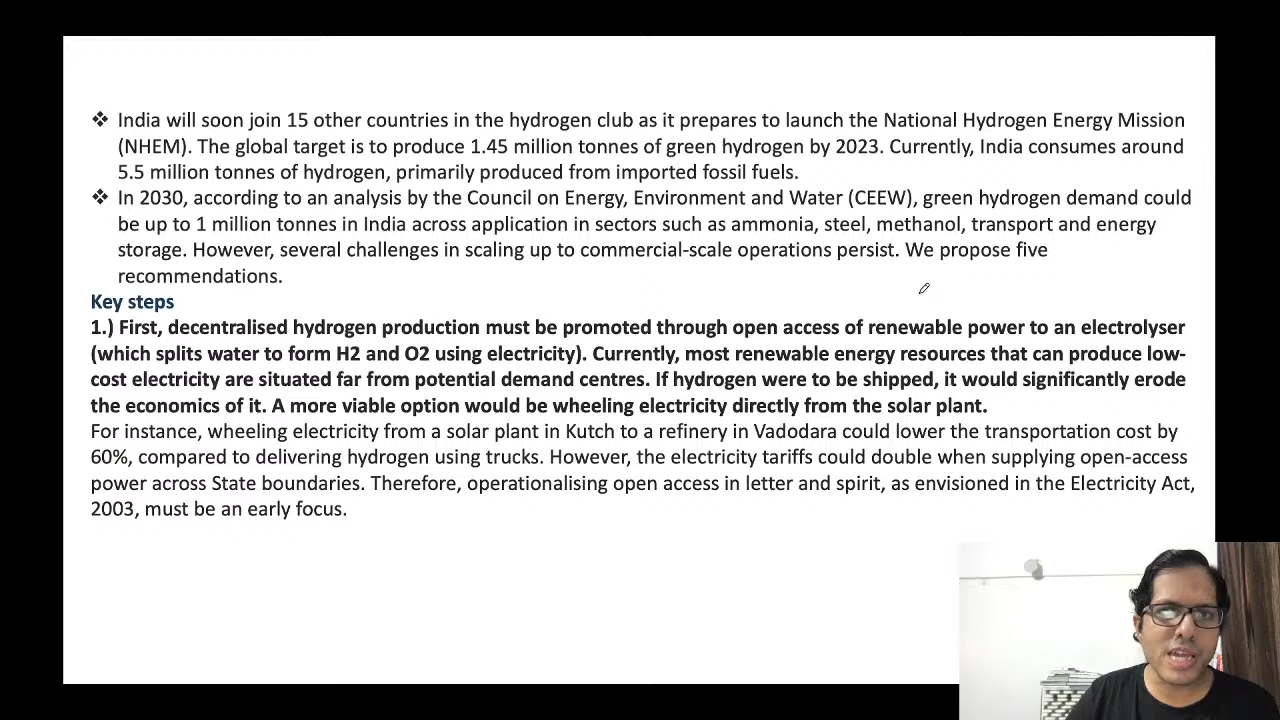 ❖ India will soon join 15 other countries in the hydrogen club as it prepares to launch the National Hydrogen Energy Mission
(NHEM). The global target is to produce 1.45 million tonnes of green hydrogen by 2023. Currently, India consumes around
5.5 million tonnes of hydrogen, primarily produced from imported fossil fuels.
❖ In 2030, according to an analysis by the Council on Energy, Environment and Water (CEEW), green hydrogen demand could
be up to 1 million tonnes in India across application in sectors such as ammonia, steel, methanol, transport and energy
storage. However, several challenges in scaling up to commercial-scale operations persist. We propose five
recommendations.
Key steps
1.) First, decentralised hydrogen production must be promoted through open access of renewable power to an electrolyser
(which splits water to form H2 and O2 using electricity). Currently, most renewable energy resources that can produce low-
cost electricity are situated far from potential demand centres. If hydrogen were to be shipped, it would significantly erode
the economics of it. A more viable option would be wheeling electricity directly from the solar plant.
For instance, wheeling electricity from a solar plant in Kutch to a refinery in Vadodara could lower the transportation cost by
60%, compared to delivering hydrogen using trucks. However, the electricity tariffs could double when supplying open-access
power across State boundaries. Therefore, operationalising open access in letter and spirit, as envisioned in the Electricity Act,
2003, must be an early focus.